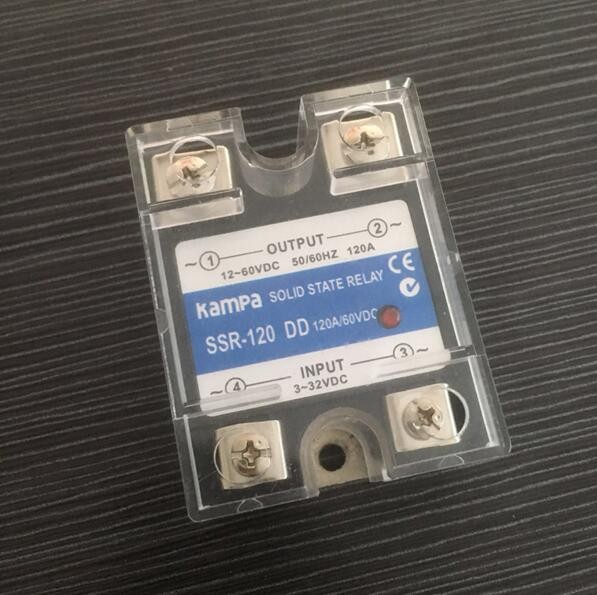 ~ 1 OUTPUT 2 ~
12~60VDC 50/60HZ 120A
CE
Kampa SOLID STATE RELAY
SSR-120 DD 120A/60VDC
INPUT
~ 4 3~32VDC 3 ~